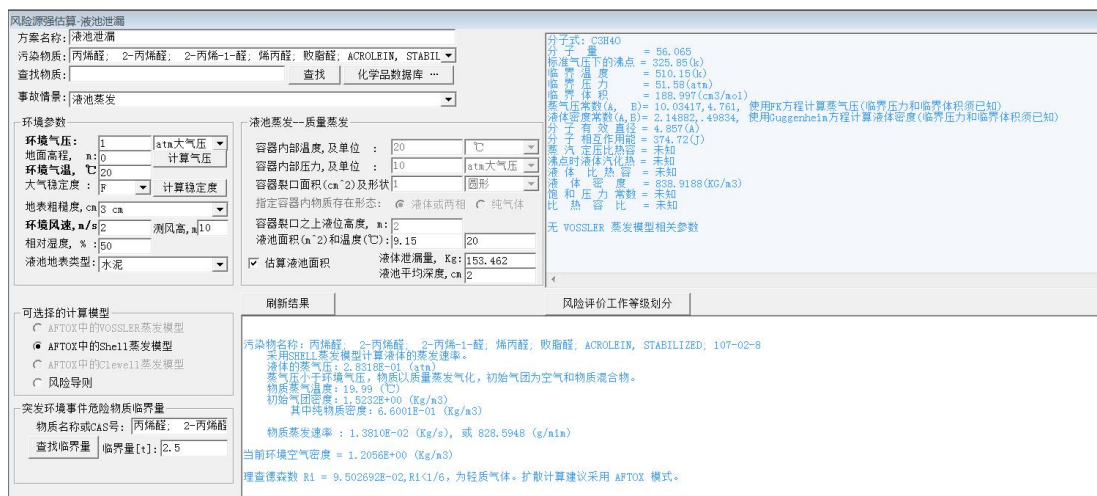 风险源强估算-液池泄漏
方案名称: 液池泄漏
污染物质: 丙烯醛; 2-丙烯醛; 2-丙烯-1-醛; 烯丙醛; 败脂醛; ACROLEIN, STABIL
查找物质: 查找 化学品数据库 …
事故情景: 液池蒸发
环境参数
环境气压: 1 atm大气压
地面高程, m: 0 计算气压
环境气温, ℃ 20
大气稳定度: F 计算稳定度
地表粗糙度, cm 3 cm
环境风速, m/s 2 测风高, m 10
相对湿度, % : 50
液池地表类型: 水泥
液池蒸发--质量蒸发
容器内部温度, 及单位 : 20 ℃
容器内部压力, 及单位 : 10 atm大气压
容器裂口面积(cm^2)及形状 1 圆形
指定容器内物质存在形态: 液体或两相 纯气体
容器裂口之上液位高度, m: 2
液池面积(m^2)和温度(℃): 9.15 20
估算液池面积 液体泄漏量, Kg: 153.462
液池平均深度, cm 2
分子式: C3H4O
分 子 量 = 56.065
标准气压下的沸点 = 325.85(k)
临 界 温 度 = 510.15(k)
临 界 压 力 = 51.58(atm)
临 界 体 积 = 188.997(cm3/mol)
蒸气压常数(A, B)= 10.03417,4.761, 使用FK方程计算蒸气压(临界压力和临界体积须已知)
液体密度常数(A,B)= 2.14882,.49834, 使用Guggenheim方程计算液体密度(临界压力和临界体积须已知)
分 子 有 效 直径 = 4.857(A)
分 子 相互作用能 = 374.72(J)
蒸 汽 定压比热容 = 未知
沸点时液体汽化热 = 未知
液 体 比 热 容 = 未知
液 体 密 度 = 838.9188(KG/m3)
饱 和 压 力 常数 = 未知
比 热 容 比 = 未知
无 VOSSLER 蒸发模型相关参数
刷新结果 风险评价工作等级划分
可选择的计算模型
AFTOX中的VOSSLER蒸发模型
AFTOX中的Shell蒸发模型
AFTOX中的Clewell蒸发模型
风险导则
突发环境事件危险物质临界量
物质名称或CAS号: 丙烯醛; 2-丙烯醛
查找临界量 临界量[t]: 2.5
污染物名称: 丙烯醛; 2-丙烯醛; 2-丙烯-1-醛; 烯丙醛; 败脂醛; ACROLEIN, STABILIZED; 107-02-8
采用SHELL蒸发模型计算液体的蒸发速率。
液体的蒸气压: 2.8318E-01 (atm)
蒸气压小于环境气压, 物质以质量蒸发气化, 初始气团为空气和物质混合物。
物质蒸气温度: 19.99 (℃)
初始气团密度: 1.5232E+00 (Kg/m3)
其中纯物质密度: 6.6001E-01 (Kg/m3)
物质蒸发速率 : 1.3810E-02 (Kg/s), 或 828.5948 (g/min)
当前环境空气密度 = 1.2056E+00 (Kg/m3)
理查德森数 Ri = 9.502692E-02,Ri<1/6, 为轻质气体。扩散计算建议采用 AFTOX 模式。